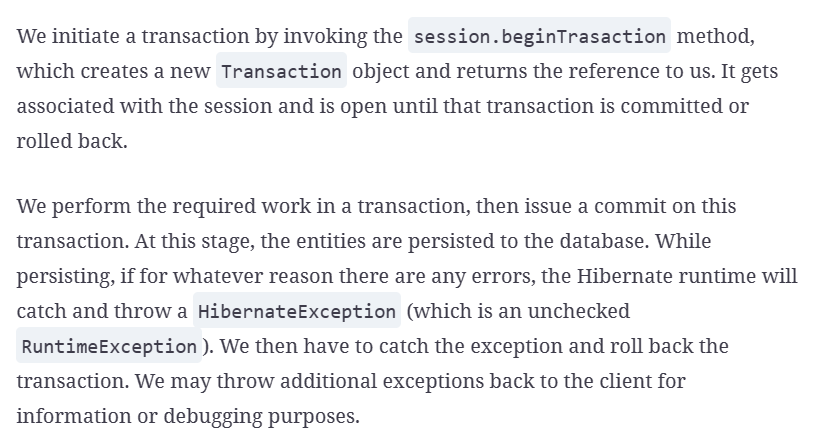 We initiate a transaction by invoking the session.beginTrasaction method,
which creates a new Transaction object and returns the reference to us. It gets
associated with the session and is open until that transaction is committed or
rolled back.
We perform the required work in a transaction, then issue a commit on this
transaction. At this stage, the entities are persisted to the database. While
persisting, if for whatever reason there are any errors, the Hibernate runtime will
catch and throw a HibernateException (which is an unchecked
RuntimeException). We then have to catch the exception and roll back the
transaction. We may throw additional exceptions back to the client for
information or debugging purposes.